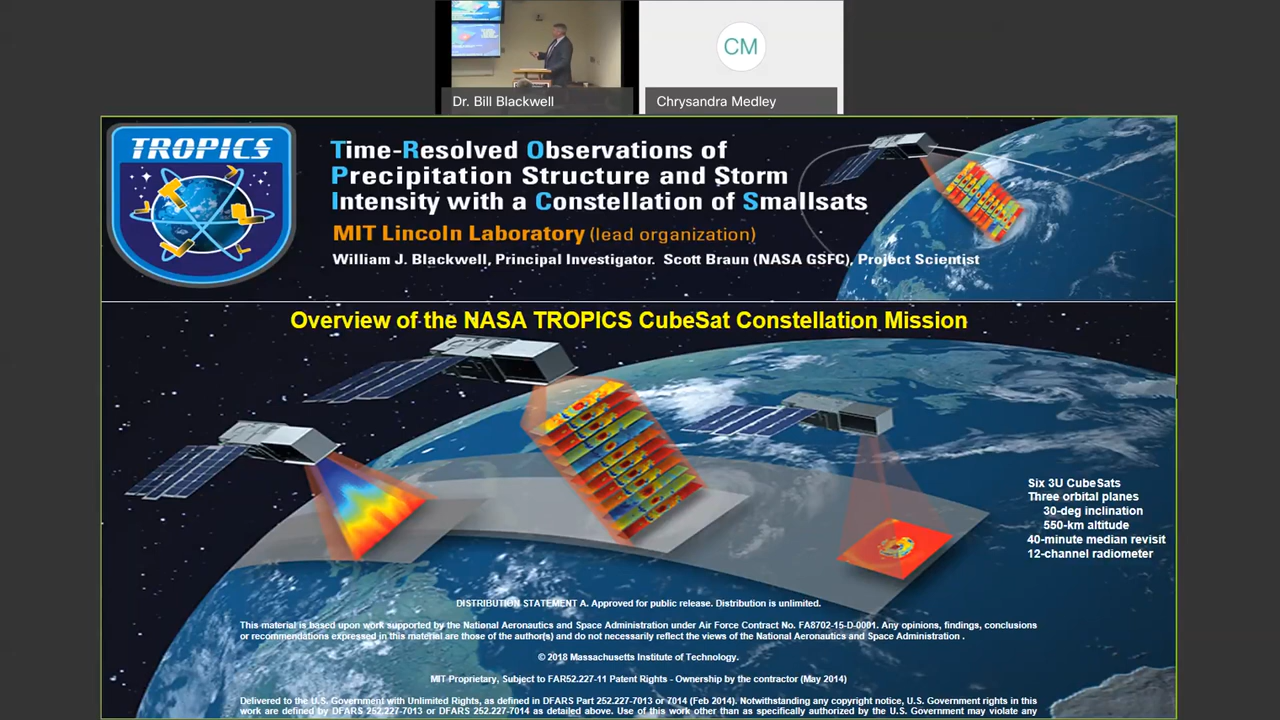 CM
Dr. Bill Blackwell
Chrysandra Medley
TROPICS
Time-Resolved Observations of
Precipitation Structure and Storm
Intensity with a Constellation of Smallsats
MIT Lincoln Laboratory (lead organization)
William J. Blackwell, Principal Investigator. Scott Braun (NASA GSFC), Project Scientist
Overview of the NASA TROPICS CubeSat Constellation Mission
Six 3U CubeSats
Three orbital planes
30-deg inclination
550-km altitude
40-minute median revisit
12-channel radiometer
DISTRIBUTION STATEMENT A. Approved for public release. Distribution is unlimited.
This material is based upon work supported by the National Aeronautics and Space Administration under Air Force Contract No. FA8702-15-D-0001. Any opinions, findings, conclusions
or recommendations expressed in this material are those of the author(s) and do not necessarily reflect the views of the National Aeronautics and Space Administration .
© 2018 Massachusetts Institute of Technology.
MIT Proprietary, Subject to FAR52.227-11 Patent Rights - Ownership by the contractor (May 2014)
Delivered to the U.S. Government with Unlimited Rights, as defined in DFARS Part 252.227-7013 or 7014 (Feb 2014). Notwithstanding any copyright notice, U.S. Government rights in this
work are defined by DFARS 252.227-7013 or DFARS 252.227-7014 as detailed above. Use of this work other than as specifically authorized by the U.S. Government may violate any